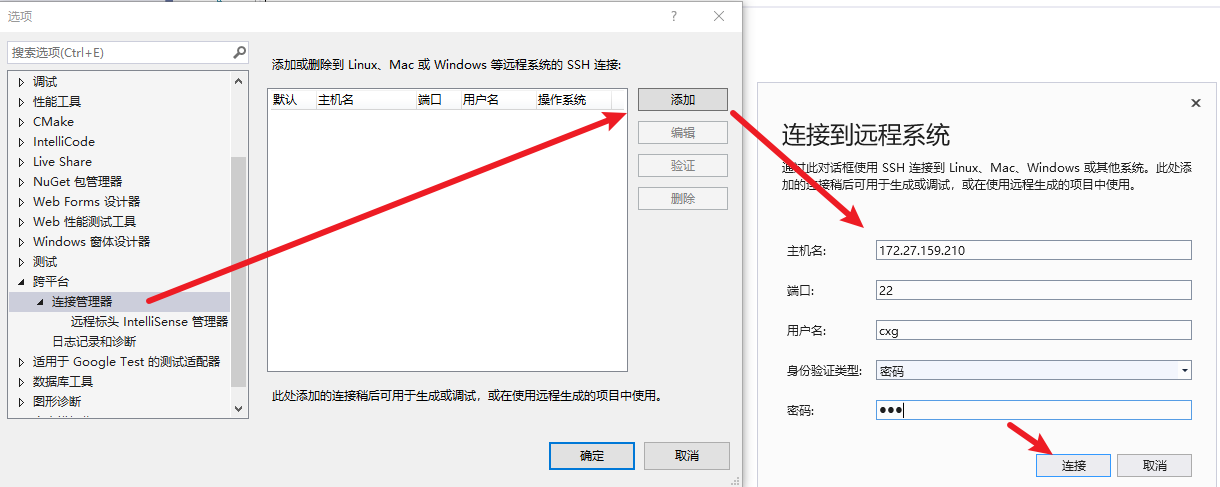 选项
搜索选项(Ctrl+E)
调试
性能工具
CMake
IntelliCode
Live Share
NuGet 包管理器
Web Forms 设计器
Web 性能测试工具
Windows 窗体设计器
测试
跨平台
连接管理器
远程标头 IntelliSense 管理器
日志记录和诊断
适用于 Google Test 的测试适配器
数据库工具
图形诊断
添加或删除到 Linux、Mac 或 Windows 等远程系统的 SSH 连接:
默认 主机名 端口 用户名 操作系统
添加
编辑
验证
删除
此处添加的连接稍后可用于生成或调试，或在使用远程生成的项目中使用。
确定 取消
连接到远程系统
通过此对话框使用 SSH 连接到 Linux、Mac、Windows 或其他系统。此处添
加的连接稍后可用于生成或调试，或在使用远程生成的项目中使用。
主机名: 172.27.159.210
端口: 22
用户名: cxg
身份验证类型: 密码
密码: ●●●
连接 取消